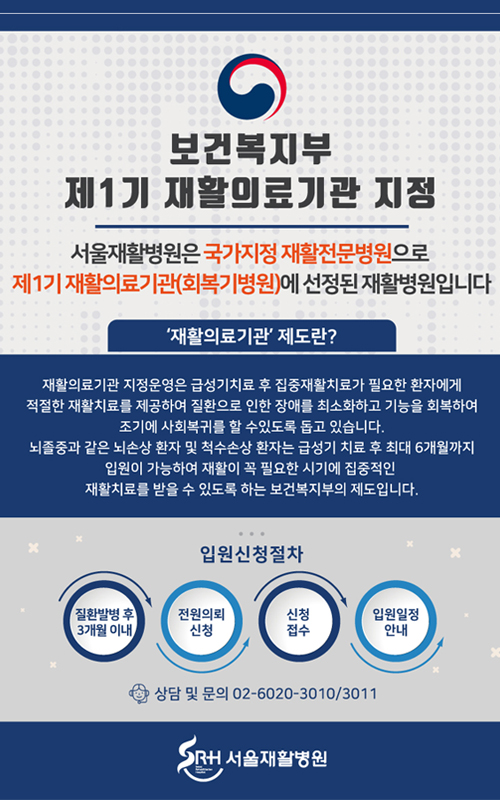 보건복지부
제1기 재활의료기관 지정
서울재활병원은 국가지정 재활전문병원으로
제1기 재활의료기관(회복기병원)에 선정된 재활병원입니다
‘재활의료기관’ 제도란?
재활의료기관 지정운영은 급성기치료 후 집중재활치료가 필요한 환자에게
적절한 재활치료를 제공하여 질환으로 인한 장애를 최소화하고 기능을 회복하여
조기에 사회복귀를 할 수있도록 돕고 있습니다.
뇌졸중과 같은 뇌손상 환자 및 척수손상 환자는 급성기 치료 후 최대 6개월까지
입원이 가능하여 재활이 꼭 필요한 시기에 집중적인
재활치료를 받을 수 있도록 하는 보건복지부의 제도입니다.
입원신청절차
질환발병 후
3개월 이내
전원의뢰
신청
신청
접수
입원일정
안내
상담 및 문의 02-6020-3010/3011
SRH 서울재활병원